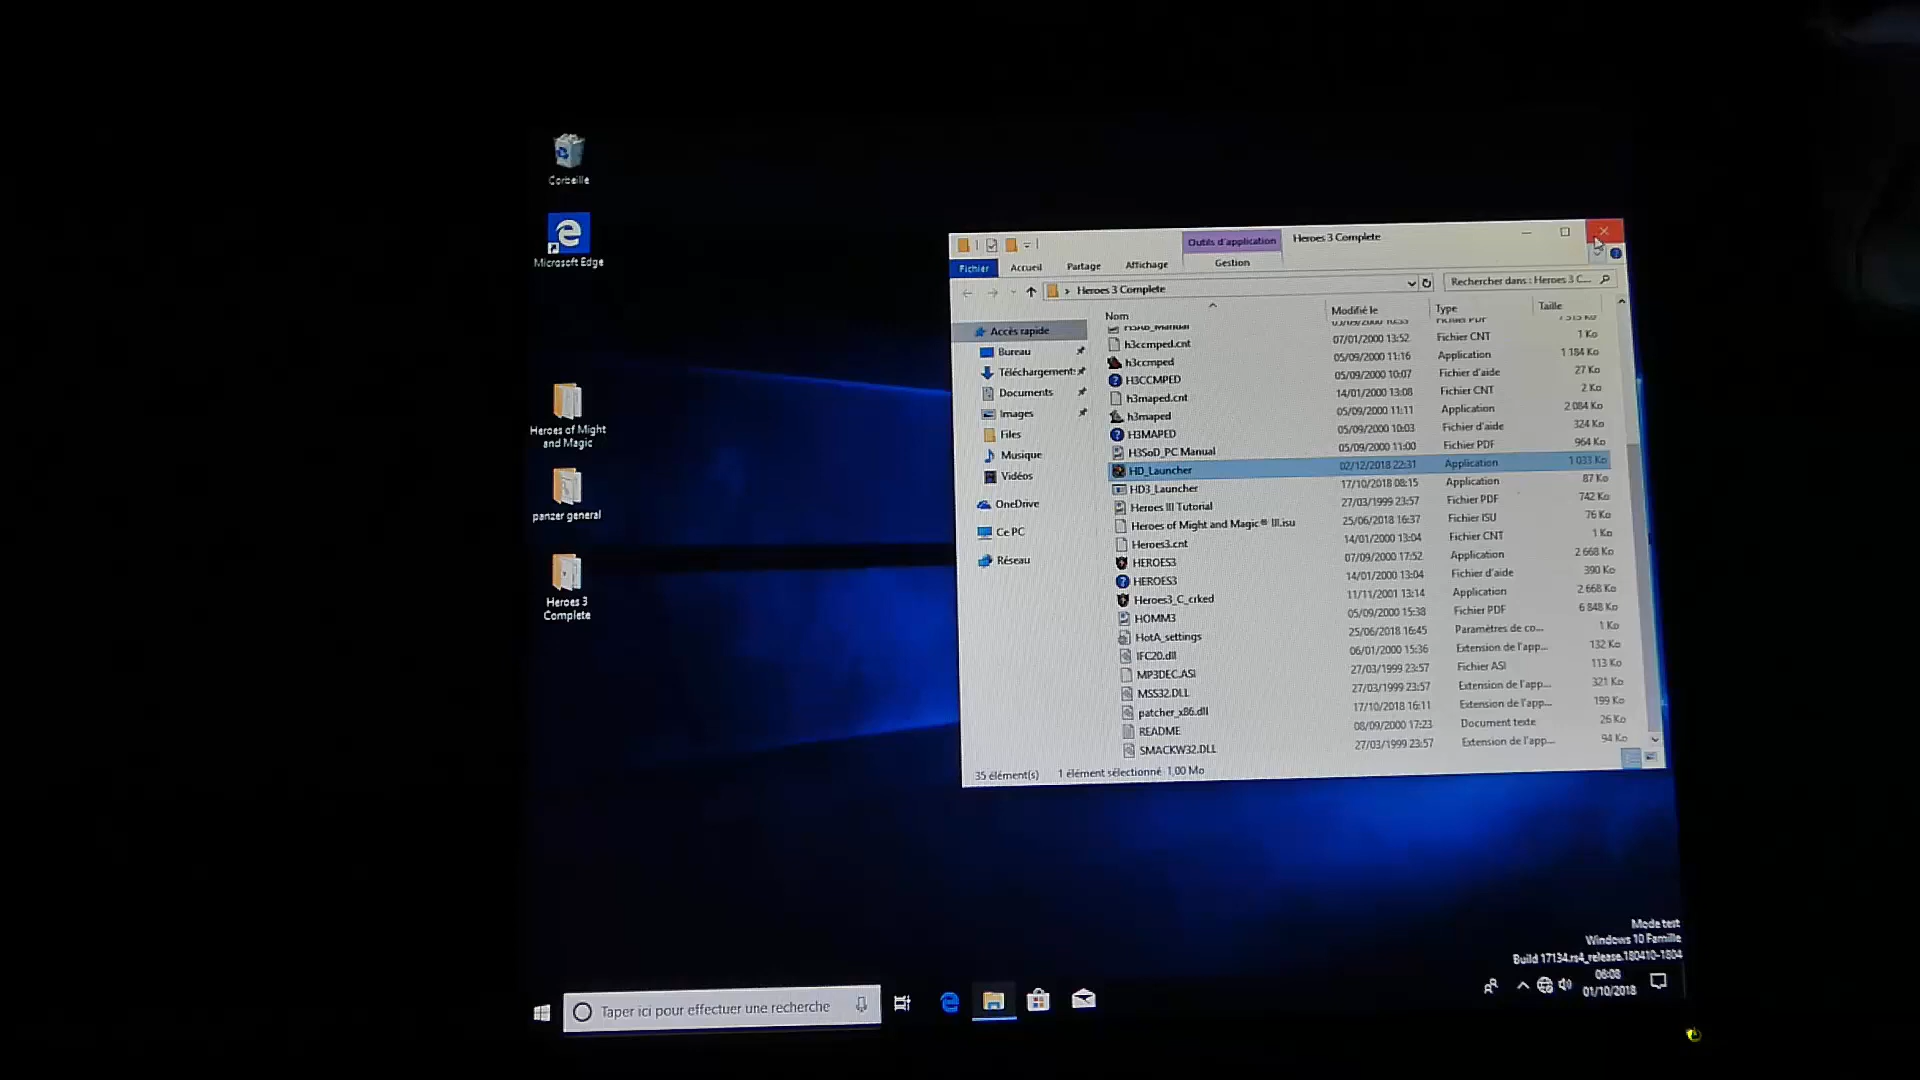 Corbeille
Microsoft Edge
Heroes of Might
and Magic
panzer general
Heroes 3
Complete
Outils d'application
Heroes 3 Complete
Fichier
Accueil
Partage
Affichage
Gestion
Heroes 3 Complete
Rechercher dans : Heroes 3 C...
Accès rapide
Bureau
Téléchargement:
Documents
Images
Files
Musique
Vidéos
OneDrive
Ce PC
Réseau
Nom Modifié le Type Taille
h3ccmped.cnt 07/01/2000 13:52 Fichier CNT 1 Ko
h3ccmped 05/09/2000 11:16 Application 1 184 Ko
H3CCMPED 05/09/2000 10:07 Fichier d'aide 27 Ko
h3maped.cnt 14/01/2000 13:08 Fichier CNT 2 Ko
h3maped 05/09/2000 11:11 Application 2 084 Ko
H3MAPED 05/09/2000 10:03 Fichier d'aide 324 Ko
H3SoD_PC Manual 05/09/2000 11:00 Fichier PDF 964 Ko
HD_Launcher 02/12/2018 22:31 Application 1 033 Ko
HD3_Launcher 17/10/2018 08:15 Application 87 Ko
Heroes III Tutorial 27/03/1999 23:57 Fichier PDF 742 Ko
Heroes of Might and Magic® III.isu 25/06/2018 16:37 Fichier ISU 76 Ko
Heroes3.cnt 14/01/2000 13:04 Fichier CNT 1 Ko
HEROES3 07/09/2000 17:52 Application 2 668 Ko
HEROES3 14/01/2000 13:04 Fichier d'aide 390 Ko
Heroes3_C_crked 11/11/2001 13:14 Application 2 668 Ko
HOMM3 05/09/2000 15:38 Fichier PDF 6 848 Ko
HotA_settings 25/06/2018 16:45 Paramètres de co... 1 Ko
IFC20.dll 06/01/2000 15:36 Extension de l'app... 132 Ko
MP3DEC.ASI 27/03/1999 23:57 Fichier ASI 113 Ko
MSS32.DLL 27/03/1999 23:57 Extension de l'app... 321 Ko
patcher_x86.dll 17/10/2018 16:11 Extension de l'app... 199 Ko
README 08/09/2000 17:23 Document texte 26 Ko
SMACKW32.DLL 27/03/1999 23:57 Extension de l'app... 94 Ko
35 élément(s) 1 élément sélectionné 1,00 Mo
Mode test
Windows 10 Famille
Build 17134.rs4_release.180410-1804
Taper ici pour effectuer une recherche
06:08
01/10/2018